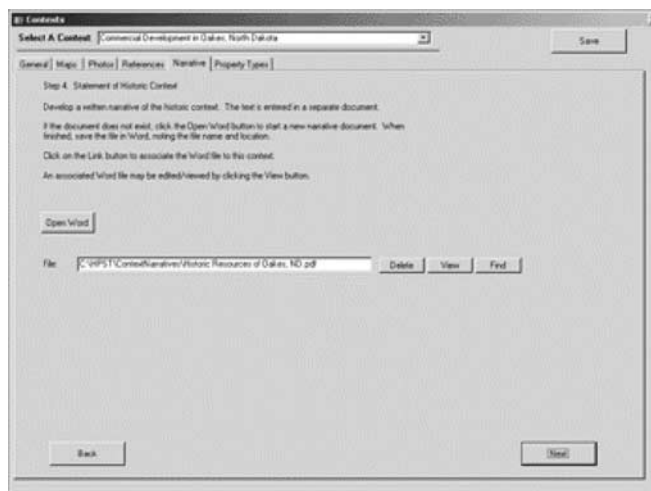 Contexts
Select A Context: Commercial Development in Oakes, North Dakota
Save
General Maps Photos References Narrative Property Types
Step 4. Statement of Historic Context
Develop a written narrative of the historic context. The text is entered in a separate document.
If the document does not exist, click the Open Word button to start a new narrative document. When
finished, save the file in Word, noting the file name and location.
Click on the Link button to associate the Word file to this context.
An associated Word file may be edited/viewed by clicking the View button.
Open Word
File: C:\HPST\ContextNarratives\Historic Resources of Oakes, ND.pdf Delete View Find
Back Next